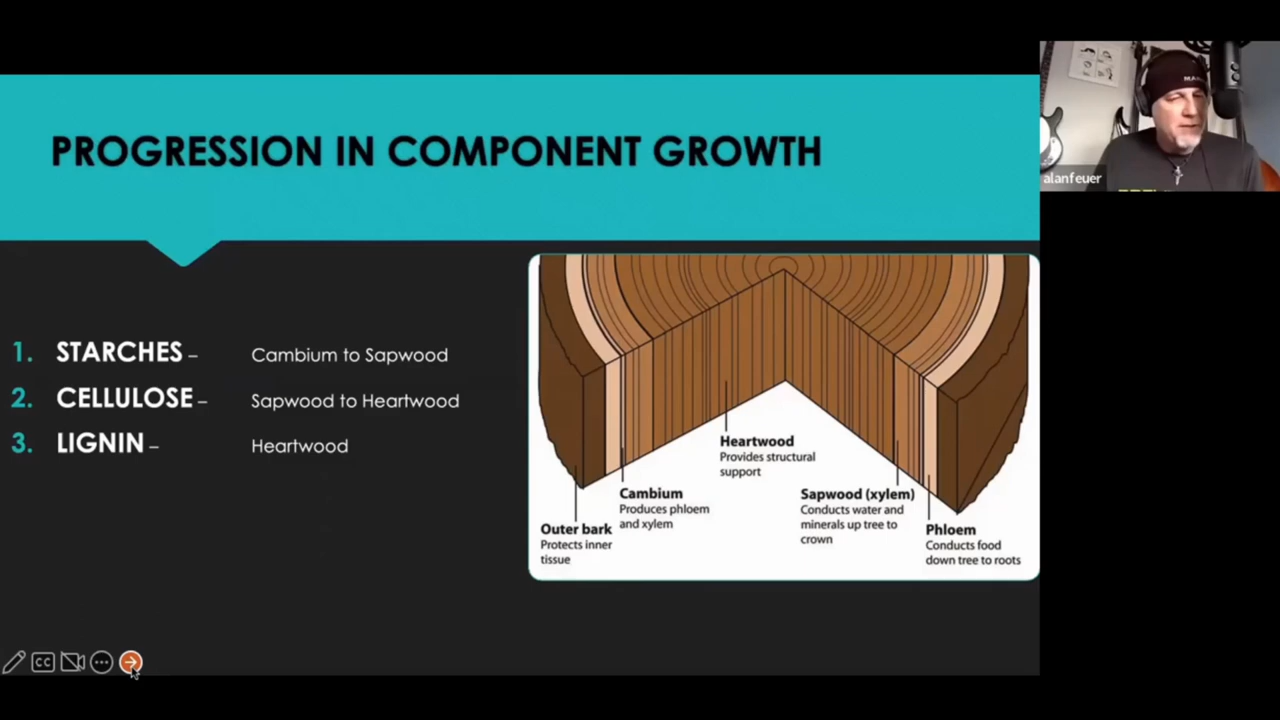 PROGRESSION IN COMPONENT GROWTH
alanfeuer
1. STARCHES – Cambium to Sapwood
2. CELLULOSE – Sapwood to Heartwood
3. LIGNIN – Heartwood
Heartwood
Provides structural
support
Cambium
Produces phloem
and xylem
Sapwood (xylem)
Conducts water and
minerals up tree to
crown
Outer bark
Protects inner
tissue
Phloem
Conducts food
down tree to roots
CC